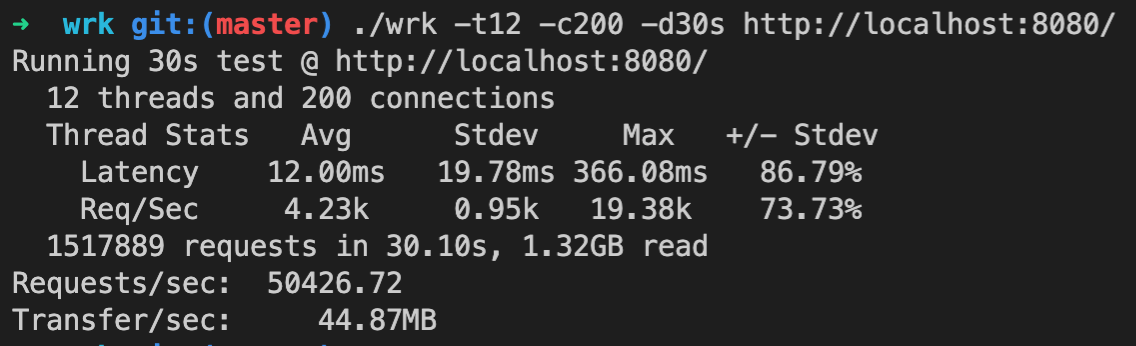 ➜  wrk git:(master) ./wrk -t12 -c200 -d30s http://localhost:8080/
Running 30s test @ http://localhost:8080/
  12 threads and 200 connections
  Thread Stats   Avg      Stdev     Max   +/- Stdev
    Latency    12.00ms   19.78ms 366.08ms   86.79%
    Req/Sec     4.23k     0.95k   19.38k    73.73%
  1517889 requests in 30.10s, 1.32GB read
Requests/sec:  50426.72
Transfer/sec:     44.87MB